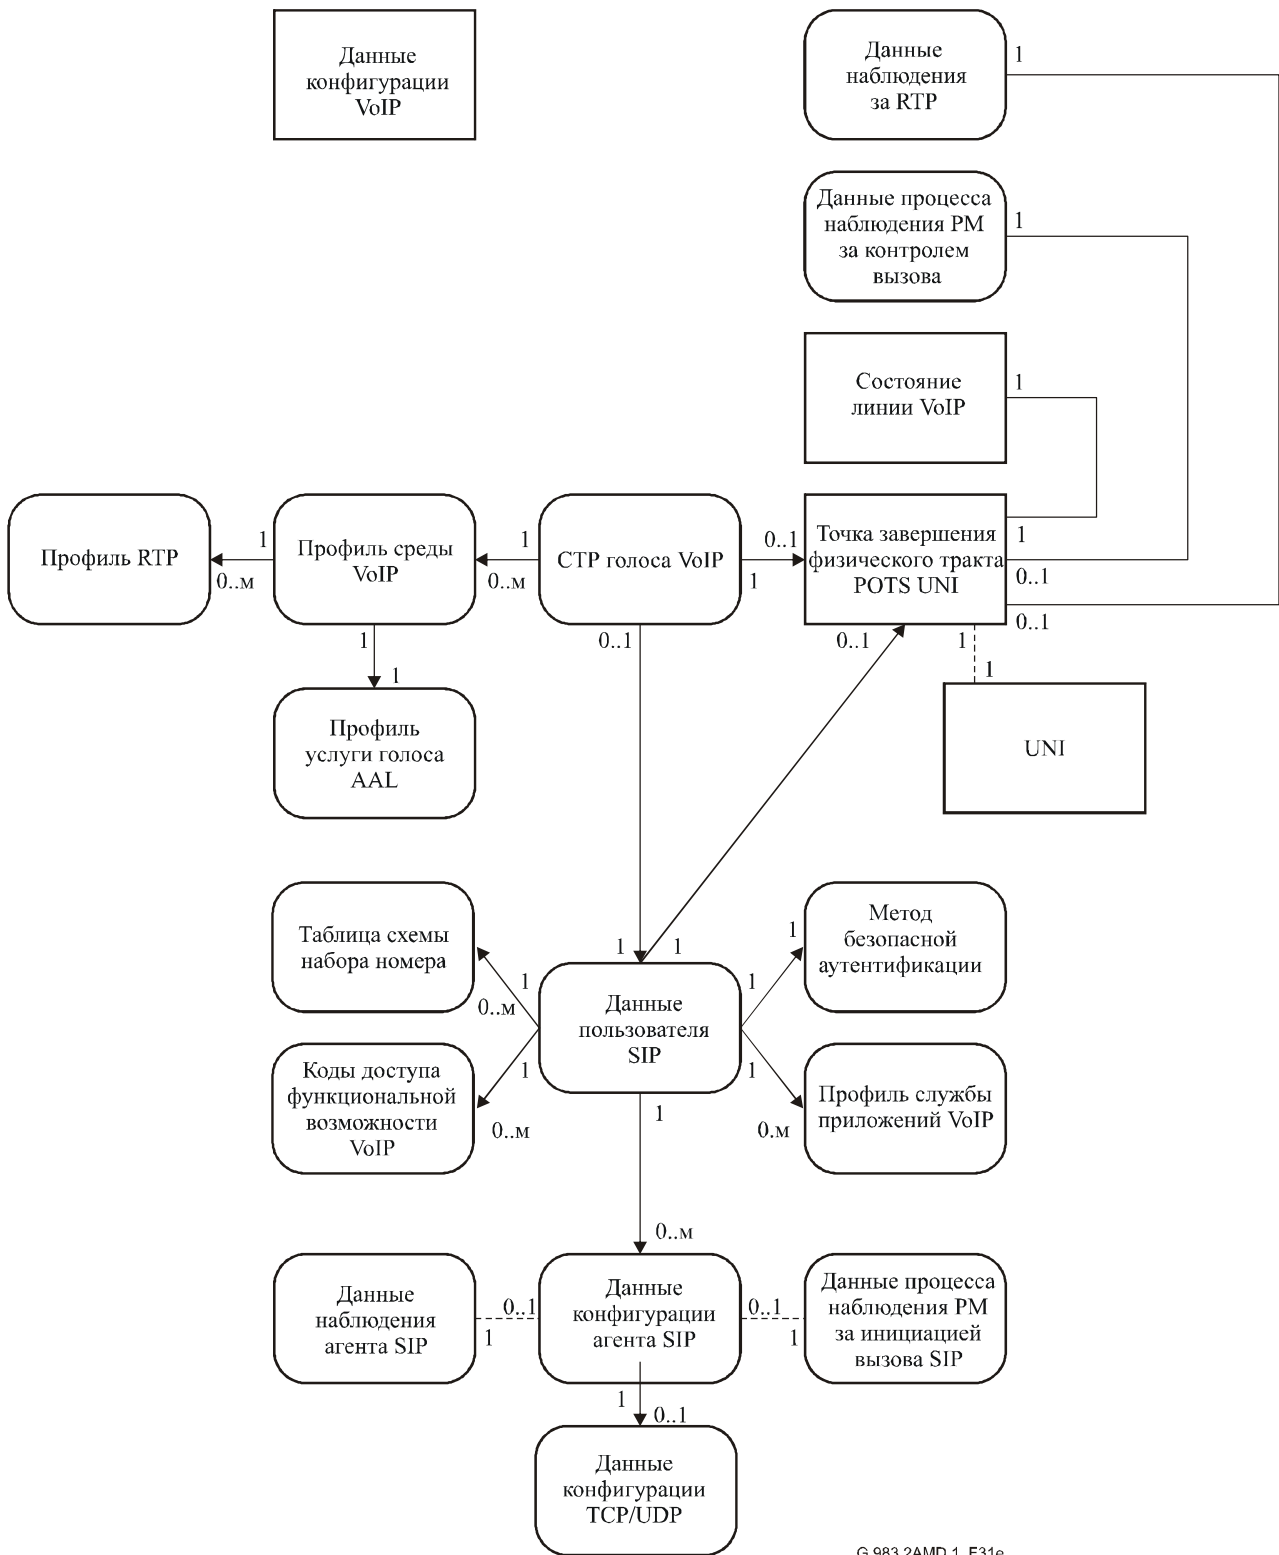 Данные
конфигурации
VoIP
Данные
наблюдения
за RTP
1
Данные процесса
наблюдения PM
за контролем
вызова
1
Состояние
линии VoIP
1
Профиль RTP
1
0..м
Профиль среды
VoIP
1
0..м
СТР голоса VoIP
0..1
1
Точка завершения
физического тракта
POTS UNI
1
0..1
0..1
1
1
0..1
0..1
1
1
Профиль
услуги голоса
AAL
UNI
Таблица схемы
набора номера
1
0..м
1
1
Метод
безопасной
аутентификации
1
1
Данные
пользователя
SIP
Коды доступа
функциональной
возможности
VoIP
1
0..м
1
0.м
Профиль службы
приложений VoIP
1
0..м
Данные
наблюдения
агента SIP
0..1
1
Данные
конфигурации
агента SIP
0..1
1
Данные процесса
наблюдения PM
за инициацией
вызова SIP
1
0..1
Данные
конфигурации
TCP/UDP
G.983.2AMD.1_F31e